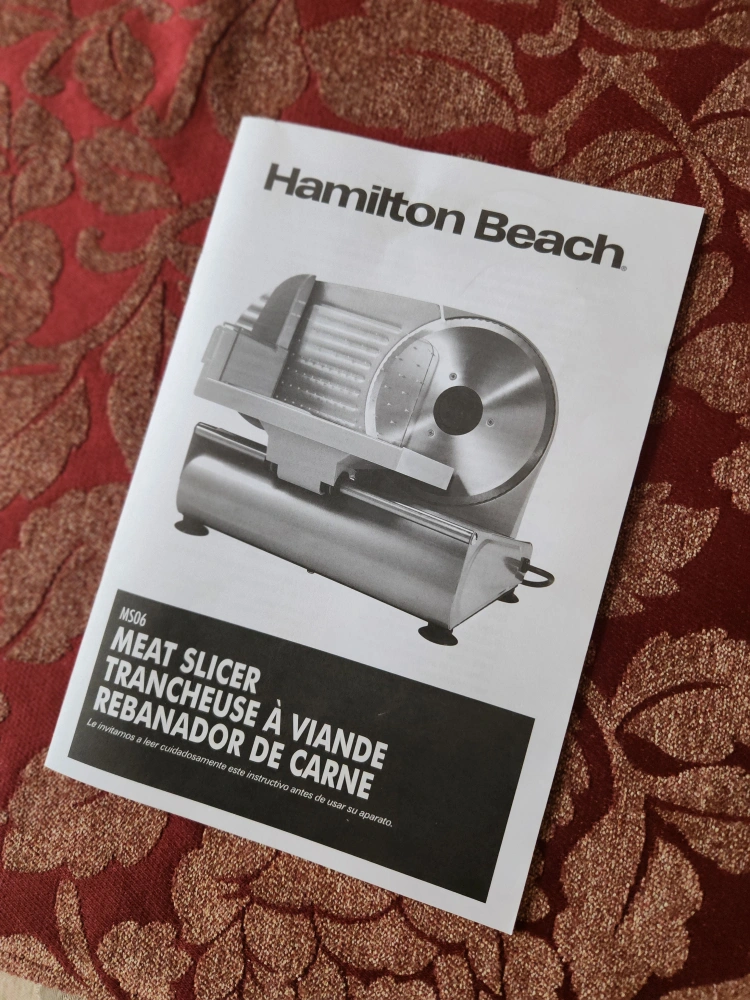 Hamilton Beach®
MS06
MEAT SLICER
TRANCHEUSE À VIANDE
REBANADOR DE CARNE
Le invitamos a leer cuidadosamente este instructivo antes de usar su aparato.